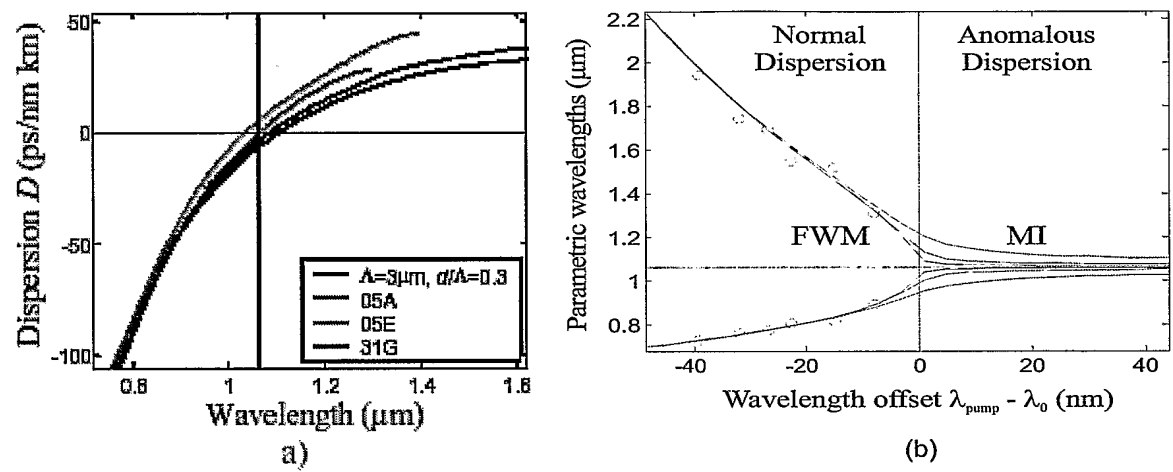 Dispersion D (ps/nm km)
50
0
-50
-100
Λ=3μm, d/Λ=0.3
05A
05E
31G
0.8 1 1.2 1.4 1.6
Wavelength (μm)
a)
Parametric wavelengths (μm)
2.2
2
1.8
1.6
1.4
1.2
1
0.8
Normal
Dispersion
Anomalous
Dispersion
FWM
MI
-40 -20 0 20 40
Wavelength offset λpump - λ0 (nm)
(b)